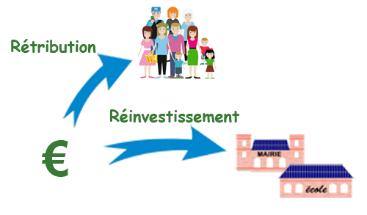 Rétribution
Réinvestissement
€
MAIRIE
école